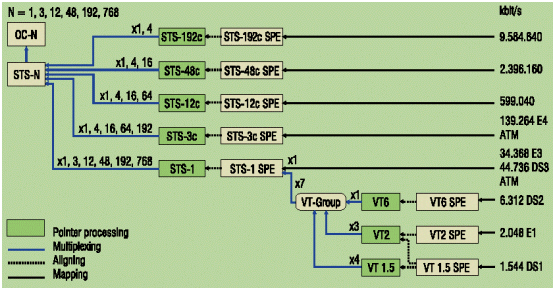 N = 1, 3, 12, 48, 192, 768
kbit/s
OC-N
x1, 4
STS-192c
STS-192c SPE
9.584.640
STS-N
x1, 4, 16
STS-48c
STS-48c SPE
2.396.160
x1, 4, 16, 64
STS-12c
STS-12c SPE
599.040
139.264 E4
x1, 4, 16, 64, 192
STS-3c
STS-3c SPE
ATM
34.368 E3
x1, 3, 12, 48, 192, 768
STS-1
STS-1 SPE
x1
44.736 DS3
ATM
x7
VT-Group
x1
VT6
VT6 SPE
6.312 DS2
x3
VT2
VT2 SPE
2.048 E1
x4
VT 1.5
VT 1.5 SPE
1.544 DS1
Pointer processing
Multiplexing
Aligning
Mapping